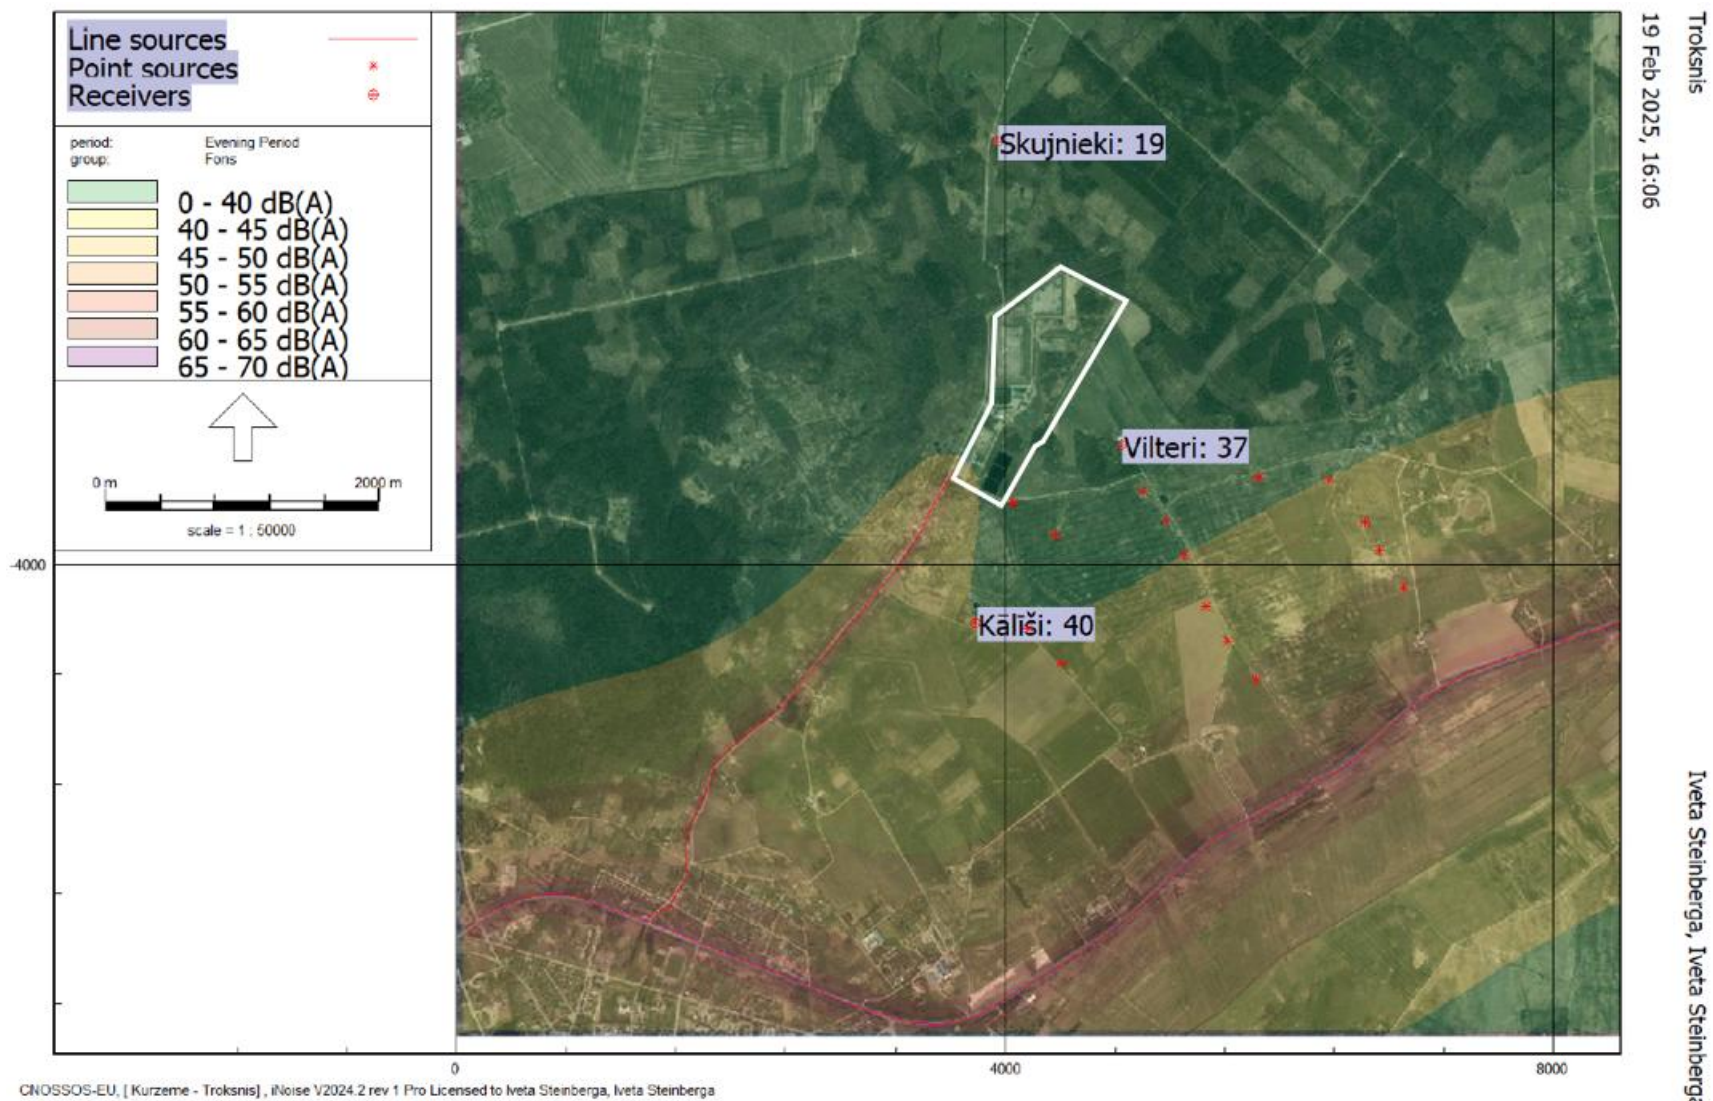 Line sources
Point sources
Receivers
period: Evening Period
group: Fons
0 - 40 dB(A)
40 - 45 dB(A)
45 - 50 dB(A)
50 - 55 dB(A)
55 - 60 dB(A)
60 - 65 dB(A)
65 - 70 dB(A)
0 m 2000 m
scale = 1 : 50000
Skujnieki: 19
Vilteri: 37
Kālīši: 40
-4000
0 4000 8000
Troksnis
19 Feb 2025, 16:06
Iveta Steinberga, Iveta Steinberga
CNOSSOS-EU, [ Kurzeme - Troksnis] , iNoise V2024.2 rev 1 Pro Licensed to Iveta Steinberga, Iveta Steinberga